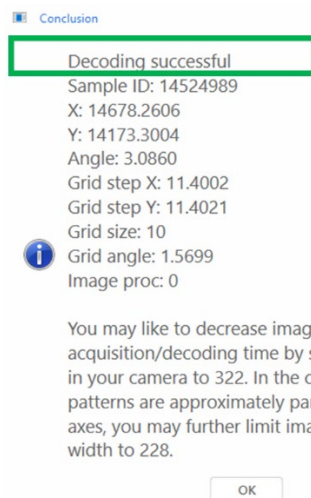 Conclusion
Decoding successful
Sample ID: 14524989
X: 14678.2606
Y: 14173.3004
Angle: 3.0860
Grid step X: 11.4002
Grid step Y: 11.4021
Grid size: 10
Grid angle: 1.5699
Image proc: 0
You may like to decrease imag
acquisition/decoding time by s
in your camera to 322. In the c
patterns are approximately par
axes, you may further limit ima
width to 228.
OK